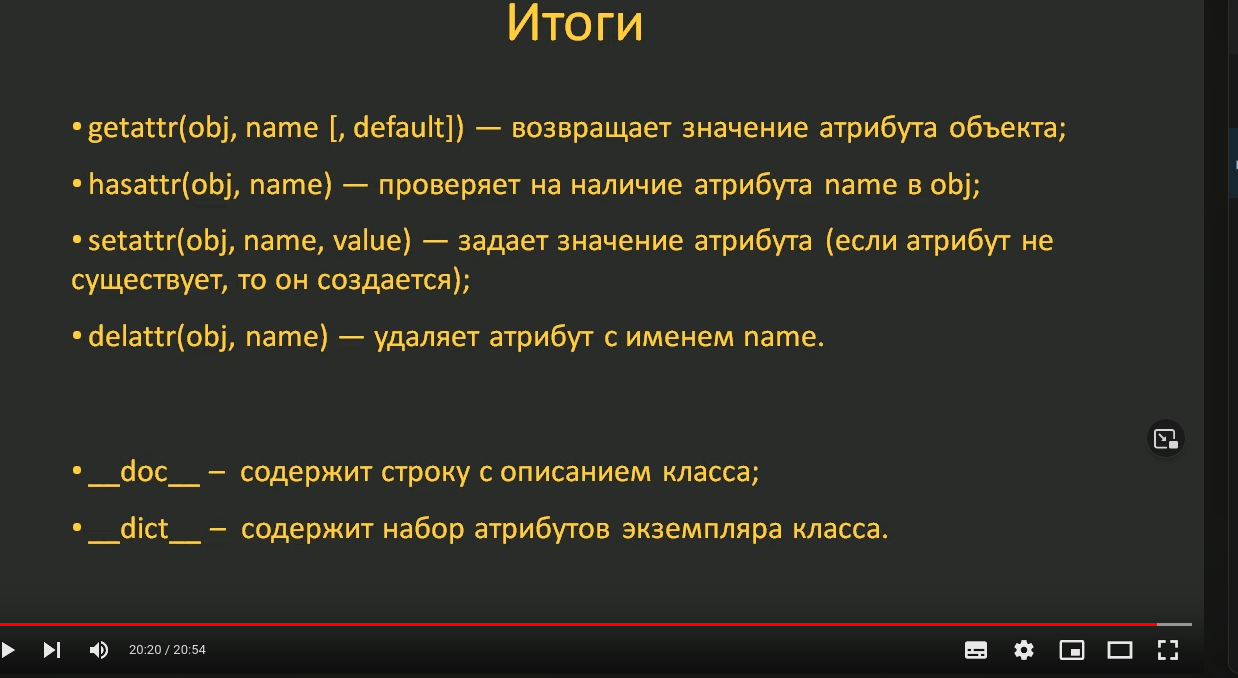 Итоги
• getattr(obj, name [, default]) — возвращает значение атрибута объекта;
• hasattr(obj, name) — проверяет на наличие атрибута name в obj;
• setattr(obj, name, value) — задает значение атрибута (если атрибут не
существует, то он создается);
• delattr(obj, name) — удаляет атрибут с именем name.
• __doc__ – содержит строку с описанием класса;
• __dict__ – содержит набор атрибутов экземпляра класса.
20:20 / 20:54